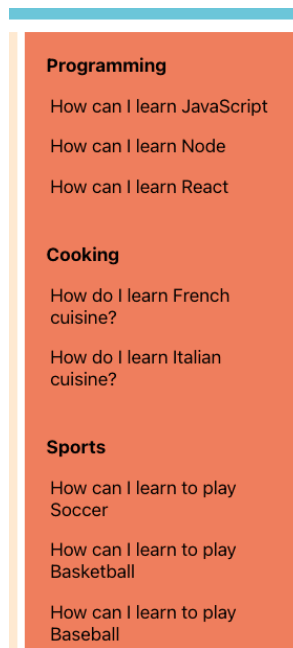 Programming
How can I learn JavaScript
How can I learn Node
How can I learn React
Cooking
How do I learn French
cuisine?
How do I learn Italian
cuisine?
Sports
How can I learn to play
Soccer
How can I learn to play
Basketball
How can I learn to play
Baseball